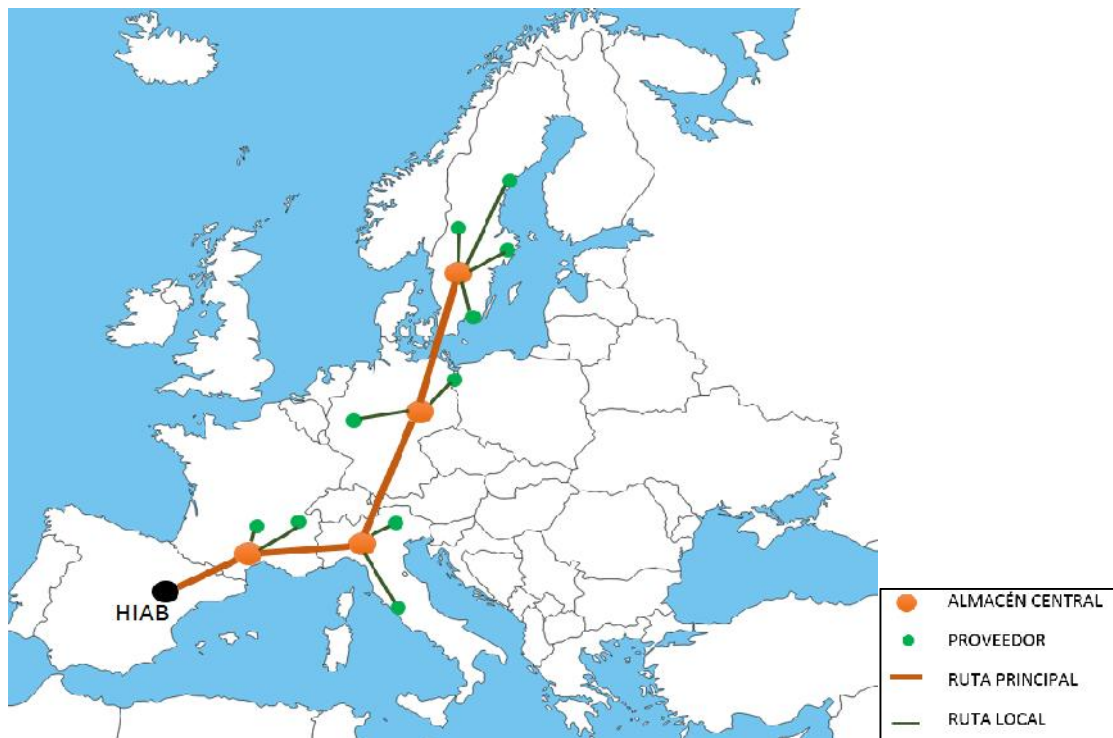 HIAB
ALMACÉN CENTRAL
PROVEEDOR
RUTA PRINCIPAL
RUTA LOCAL